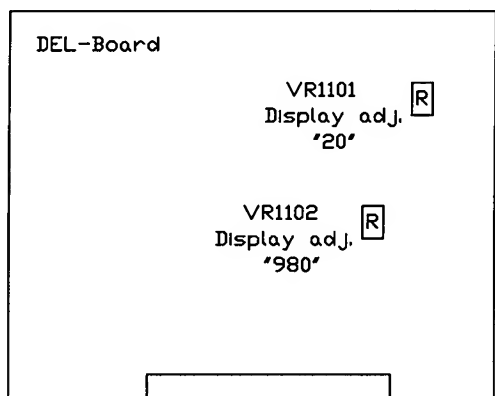 DEL-Board
VR1101
R
Display adj.
"20"
VR1102
R
Display adj.
"980"